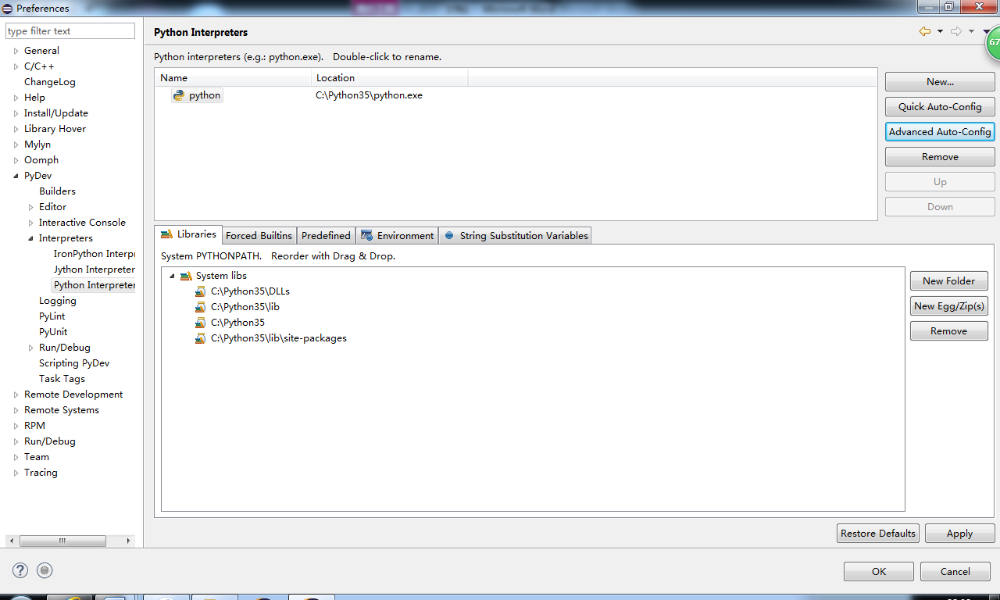 Preferences
type filter text
General
C/C++
ChangeLog
Help
Install/Update
Library Hover
Mylyn
Oomph
PyDev
Builders
Editor
Interactive Console
Interpreters
IronPython Interpr
Jython Interpreter
Python Interpreter
Logging
PyLint
PyUnit
Run/Debug
Scripting PyDev
Task Tags
Remote Development
Remote Systems
RPM
Run/Debug
Team
Tracing
Python Interpreters
67
Python interpreters (e.g.: python.exe).   Double-click to rename.
Name Location
python C:\Python35\python.exe
New...
Quick Auto-Config
Advanced Auto-Config
Remove
Up
Down
Libraries Forced Builtins Predefined Environment String Substitution Variables
System PYTHONPATH.   Reorder with Drag & Drop.
System libs
C:\Python35\DLLs
C:\Python35\lib
C:\Python35
C:\Python35\lib\site-packages
New Folder
New Egg/Zip(s)
Remove
Restore Defaults Apply
OK Cancel